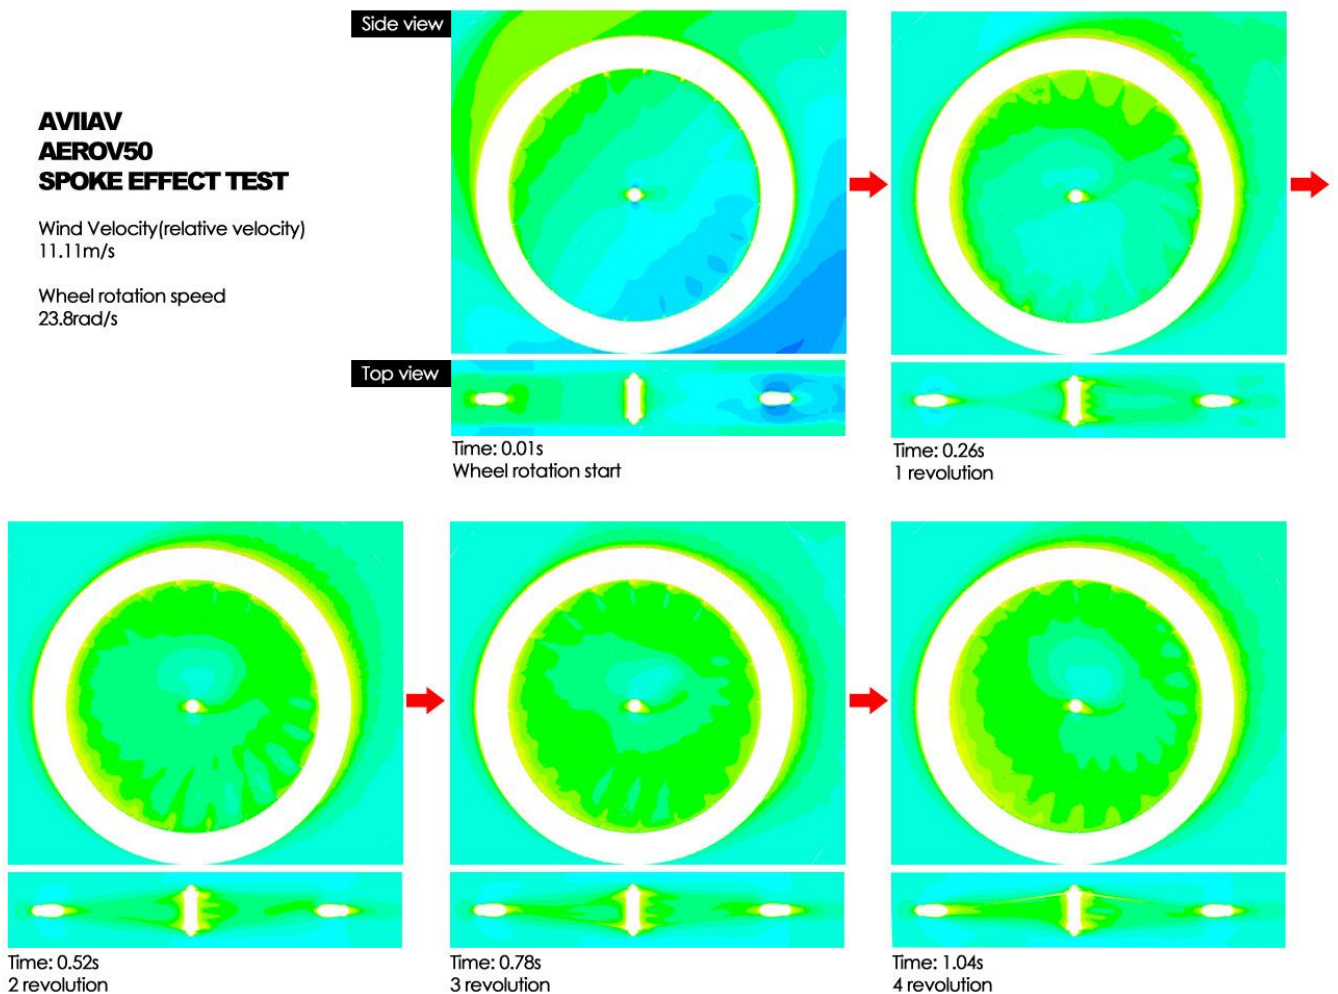 AVIIAV
AEROV50
SPOKE EFFECT TEST
Wind Velocity(relative velocity)
11.11m/s
Wheel rotation speed
23.8rad/s
Side view
Top view
Time: 0.01s
Wheel rotation start
Time: 0.26s
1 revolution
Time: 0.52s
2 revolution
Time: 0.78s
3 revolution
Time: 1.04s
4 revolution